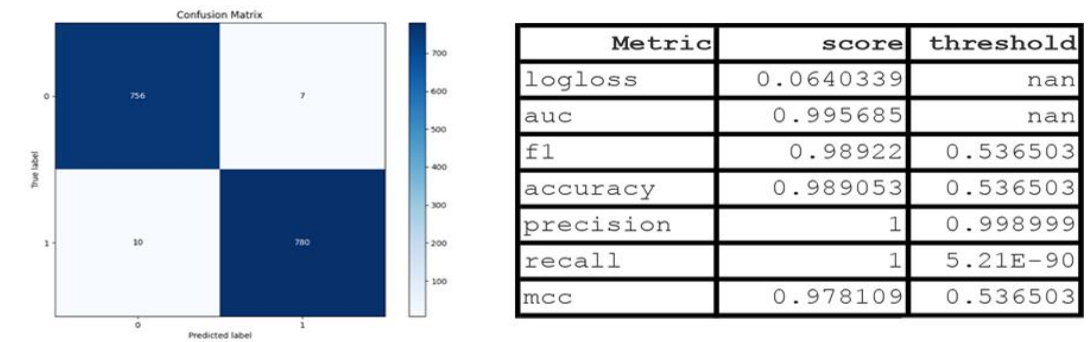 Confusion Matrix
0
756
7
True label
1
10
780
0
1
Predicted label
700
600
500
400
300
200
100
Metric score threshold
logloss 0.0640339 nan
auc 0.995685 nan
f1 0.98922 0.536503
accuracy 0.989053 0.536503
precision 1 0.998999
recall 1 5.21E-90
mcc 0.978109 0.536503